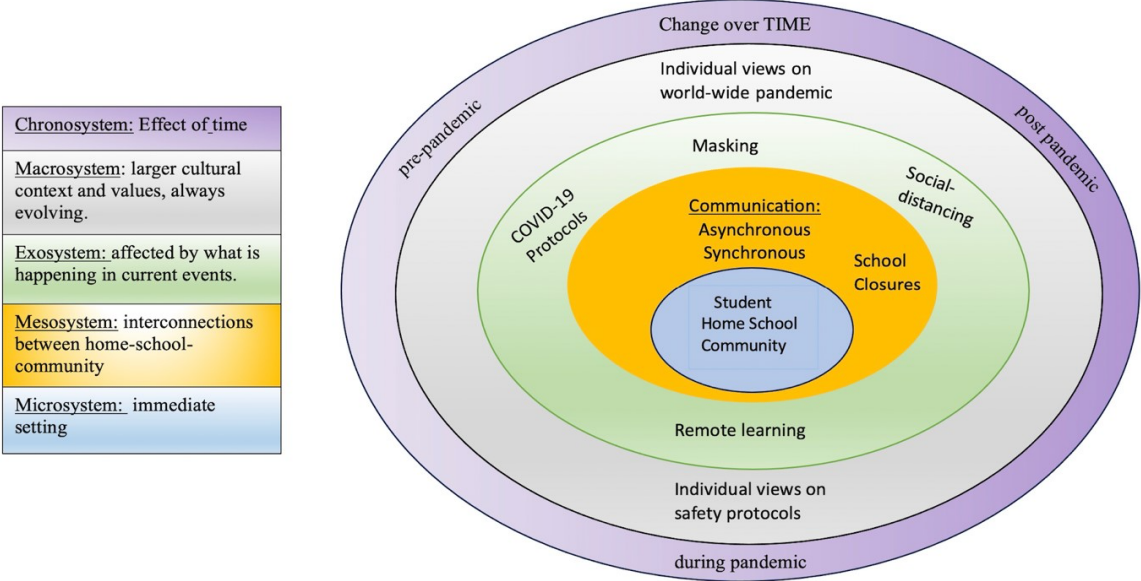 Chronosystem: Effect of time
Macrosystem: larger cultural
context and values, always
evolving.
Exosystem: affected by what is
happening in current events.
Mesosystem: interconnections
between home-school-
community
Microsystem: immediate
setting
Change over TIME
pre-pandemic
post pandemic
during pandemic
Individual views on
world-wide pandemic
Individual views on
safety protocols
Masking
COVID-19
Protocols
Social-
distancing
Remote learning
Communication:
Asynchronous
Synchronous
School
Closures
Student
Home School
Community